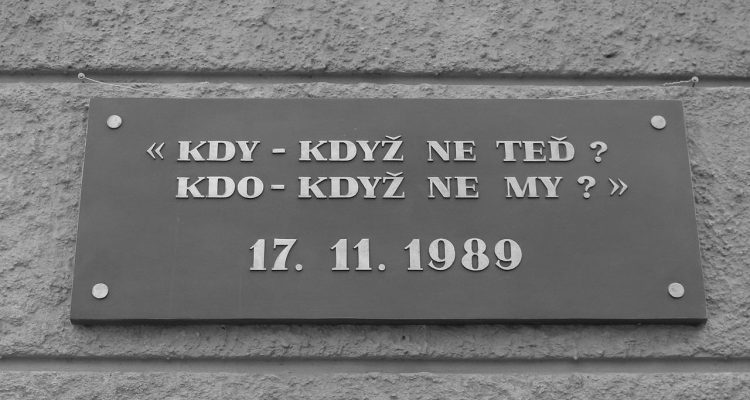 « KDY - KDYŽ NE TEĎ ?
KDO - KDYŽ NE MY ? »
17. 11. 1989